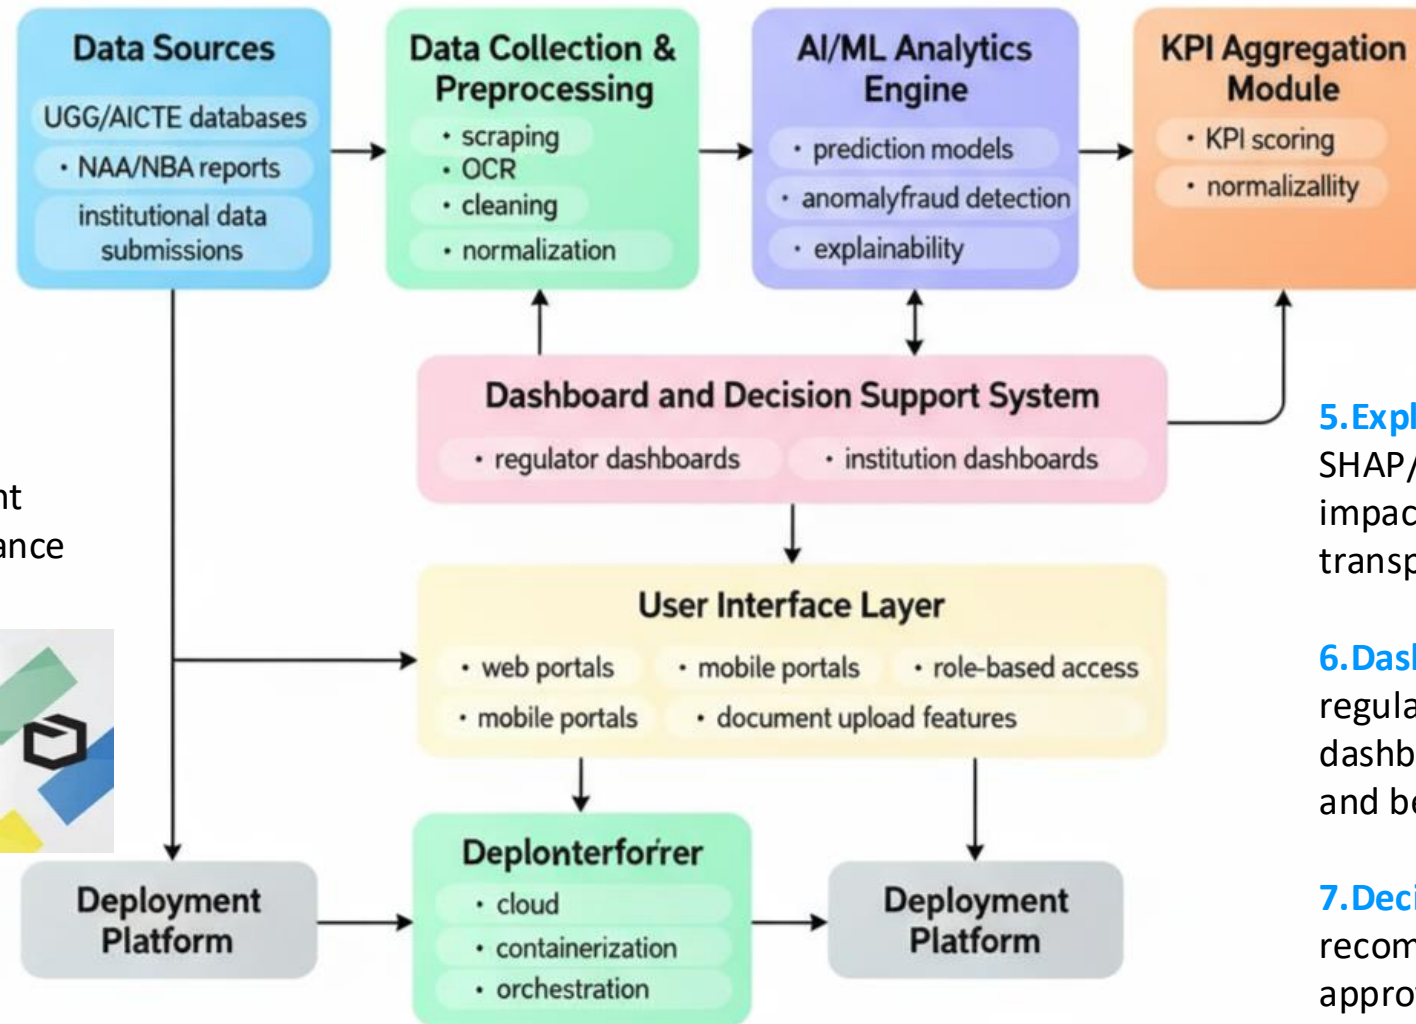 Data Sources
UGG/AICTE databases
• NAA/NBA reports
institutional data
submissions
Data Collection &
Preprocessing
• scraping
• OCR
• cleaning
• normalization
AI/ML Analytics
Engine
• prediction models
• anomalyfraud detection
• explainability
KPI Aggregation
Module
• KPI scoring
• normalizallity
Dashboard and Decision Support System
• regulator dashboards
• institution dashboards
User Interface Layer
• web portals
• mobile portals
• role-based access
• mobile portals
• document upload features
Deployment
Platform
Deplonterforrer
• cloud
• containerization
• orchestration
Deployment
Platform
nt
ance
5.Expl
SHAP/
impac
transp
6.Dash
regula
dashb
and be
7.Deci
recom
approv